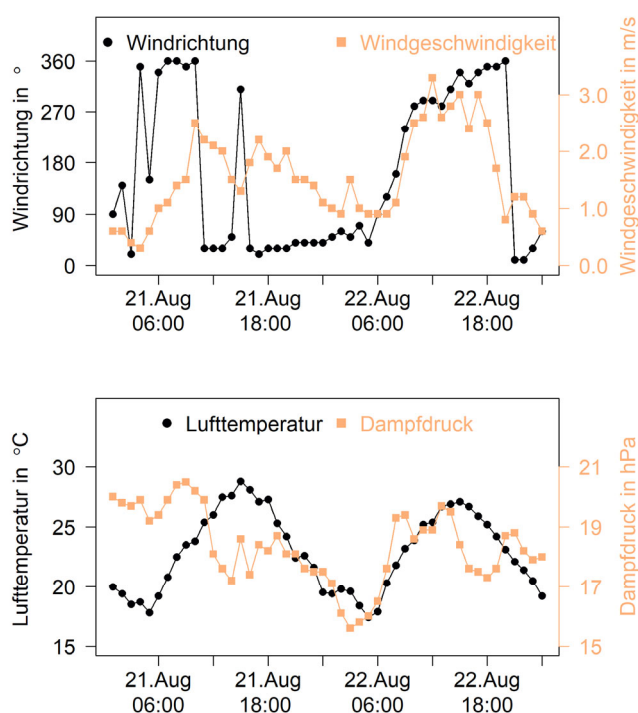 Windrichtung
Windgeschwindigkeit
Windrichtung in °
360
270
180
90
0
3.0
2.0
1.0
0.0
Windgeschwindigkeit in m/s
21.Aug
06:00
21.Aug
18:00
22.Aug
06:00
22.Aug
18:00
Lufttemperatur
Dampfdruck
Lufttemperatur in °C
30
25
20
15
21
19
17
15
Dampfdruck in hPa
21.Aug
06:00
21.Aug
18:00
22.Aug
06:00
22.Aug
18:00